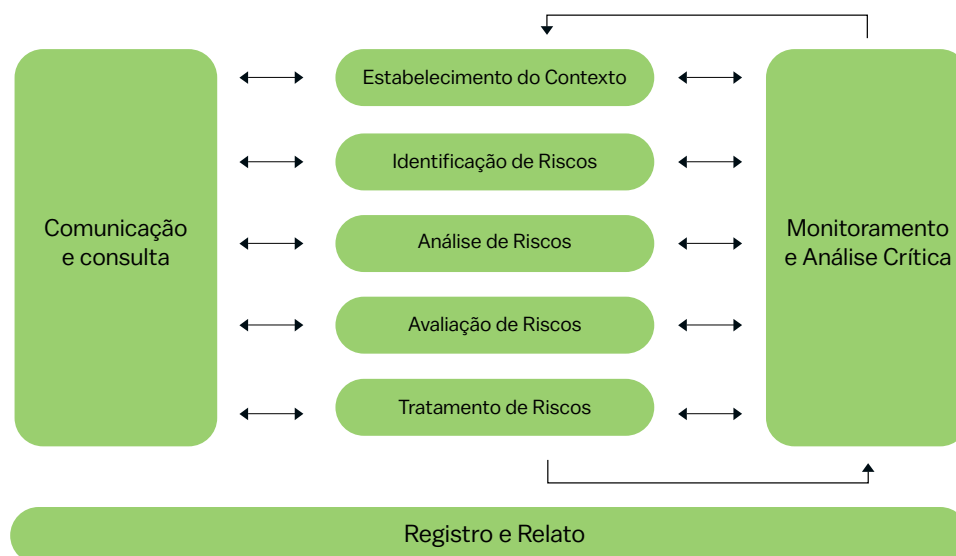 Comunicação
e consulta
Estabelecimento do Contexto
Identificação de Riscos
Análise de Riscos
Avaliação de Riscos
Tratamento de Riscos
Monitoramento
e Análise Crítica
Registro e Relato